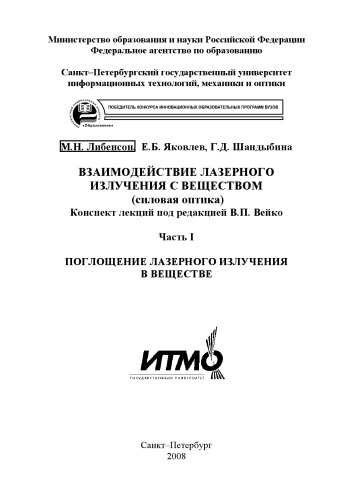 Министерство образования и науки Российской Федерации
Федеральное агентство по образованию
Санкт–Петербургский государственный университет
информационных технологий, механики и оптики
ПОБЕДИТЕЛЬ КОНКУРСА ИННОВАЦИОННЫХ ОБРАЗОВАТЕЛЬНЫХ ПРОГРАММ ВУЗОВ
«Образование»
М.Н. Либенсон, Е.Б. Яковлев, Г.Д. Шандыбина
ВЗАИМОДЕЙСТВИЕ ЛАЗЕРНОГО
ИЗЛУЧЕНИЯ С ВЕЩЕСТВОМ
(силовая оптика)
Конспект лекций под редакцией В.П. Вейко
Часть I
ПОГЛОЩЕНИЕ ЛАЗЕРНОГО ИЗЛУЧЕНИЯ
В ВЕЩЕСТВЕ
ИТМО
ГОСУДАРСТВЕННЫЙ УНИВЕРСИТЕТ
Санкт–Петербург
2008